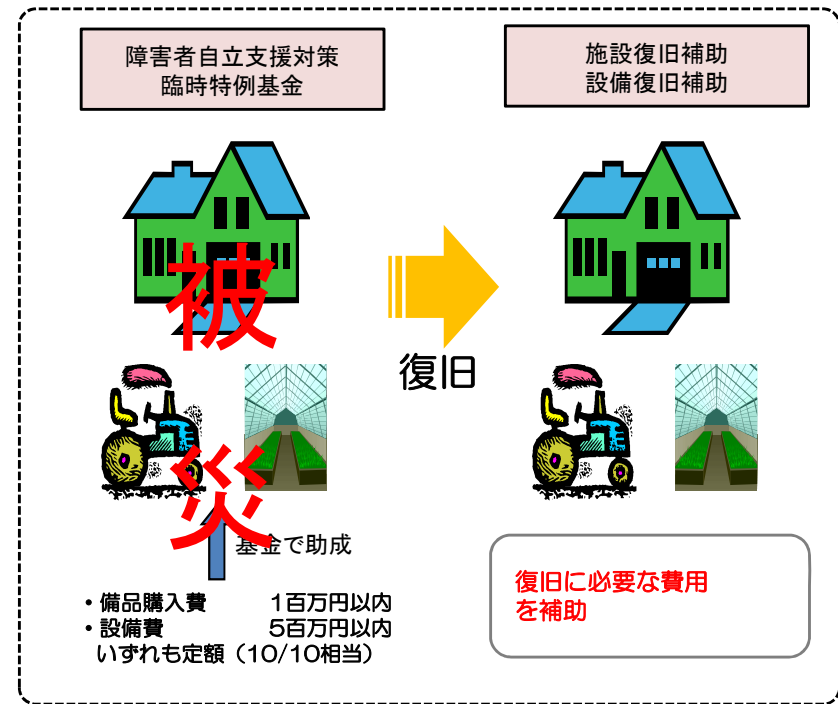 障害者自立支援対策
臨時特例基金
施設復旧補助
設備復旧補助
被
災
復旧
基金で助成
・備品購入費　　　1百万円以内
・設備費　　　　　5百万円以内
いずれも定額（10/10相当）
復旧に必要な費用
を補助